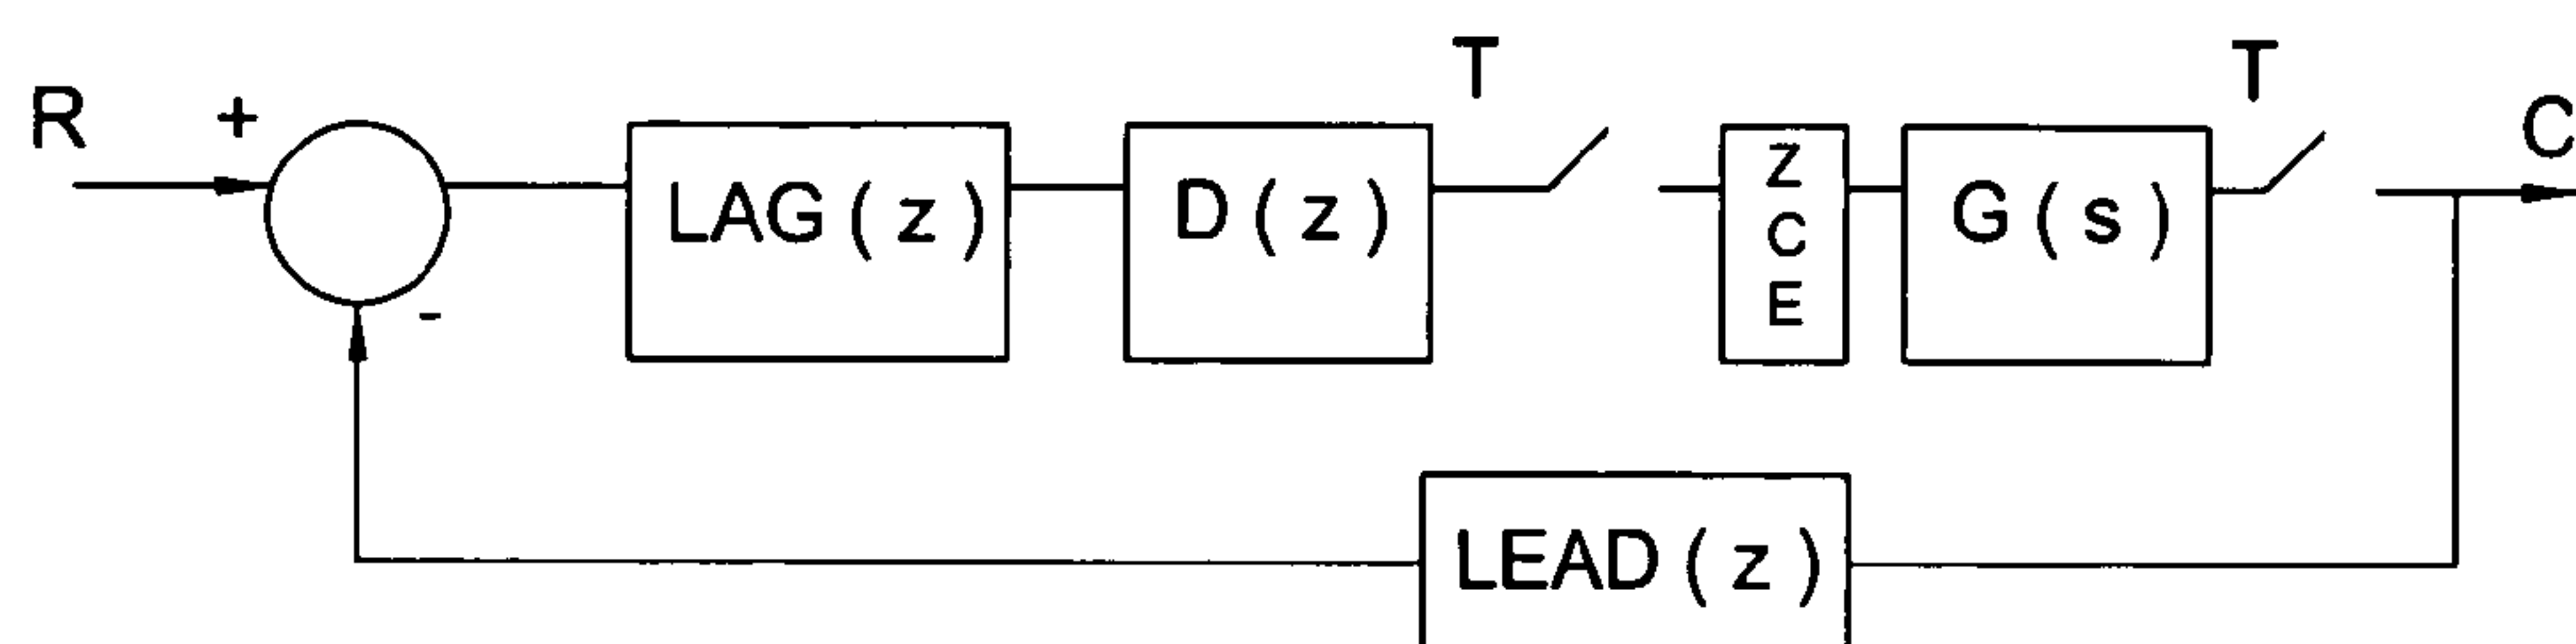 T
T
R
+
LAG ( z )
D ( z )
Z
C
E
G ( s )
C
-
LEAD ( z )